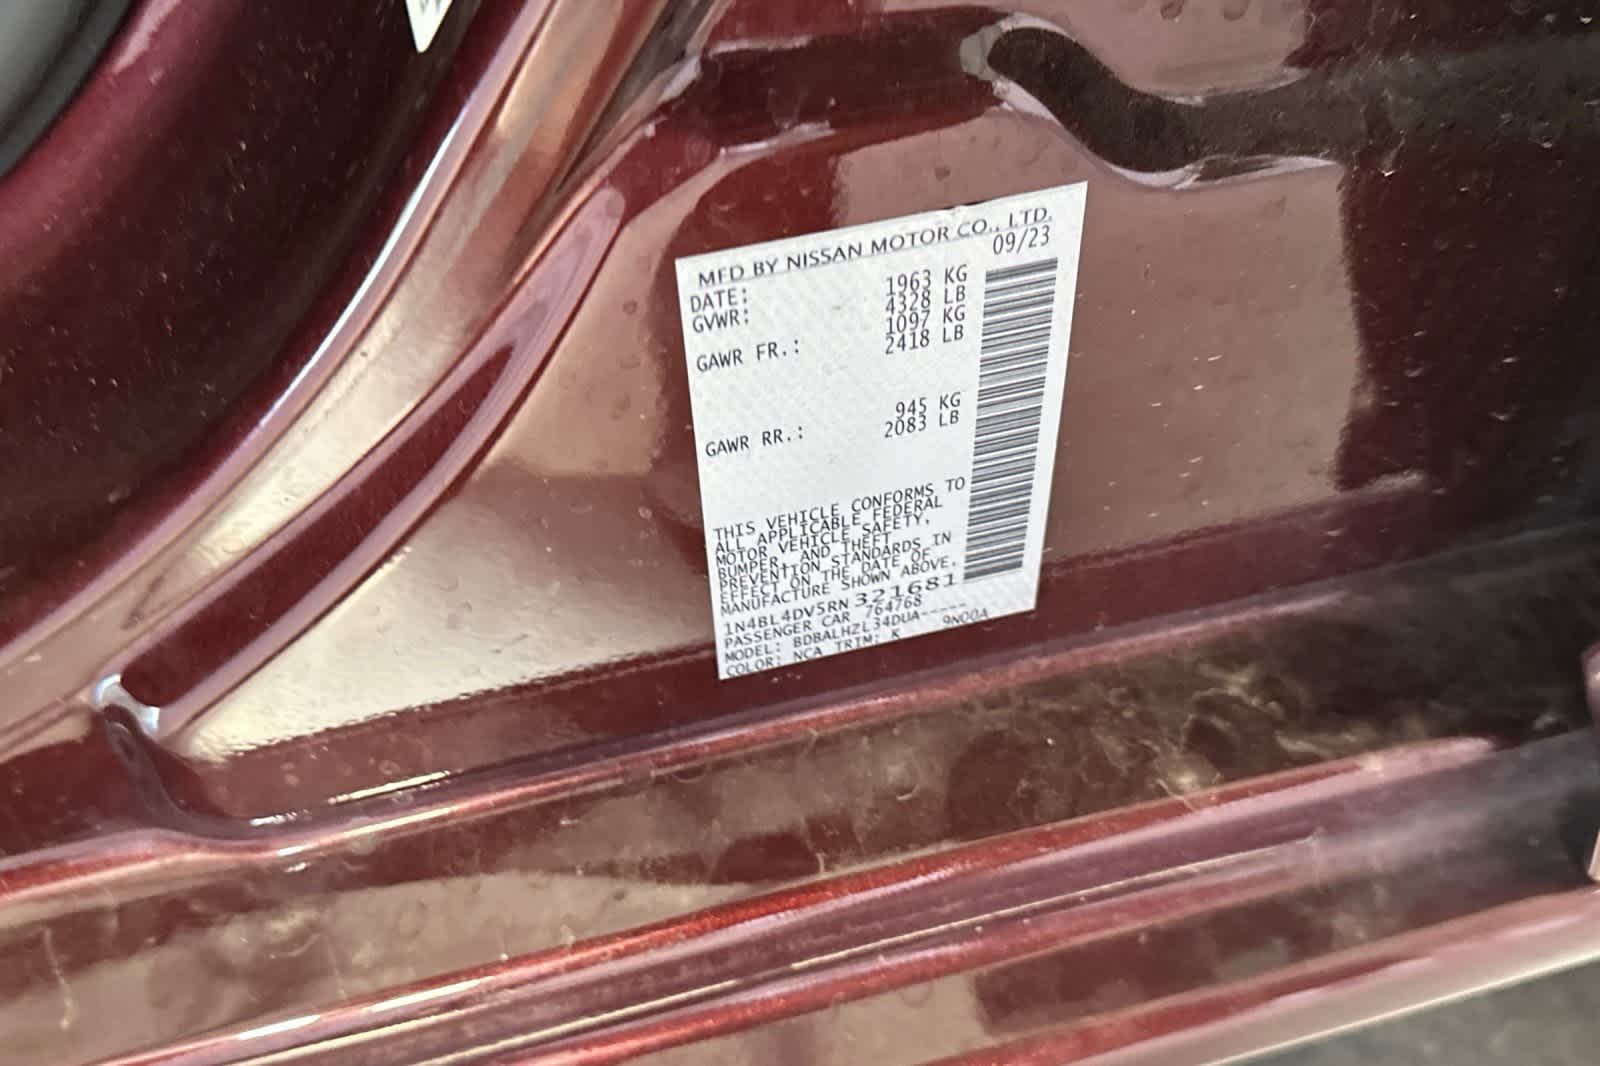 MFD BY NISSAN MOTOR CO., LTD.
DATE: 09/23
GVWR: 1963 KG
4328 LB
GAWR FR.: 1097 KG
2418 LB
GAWR RR.: 945 KG
2083 LB
THIS VEHICLE CONFORMS TO
ALL APPLICABLE FEDERAL
MOTOR VEHICLE SAFETY,
BUMPER, AND THEFT
PREVENTION STANDARDS IN
EFFECT ON THE DATE OF
MANUFACTURE SHOWN ABOVE.
1N4BL4DV5RN321681
PASSENGER CAR 764768
MODEL: BDBALHZL34DUA-----
COLOR: NCA TRIM: K 9N00A